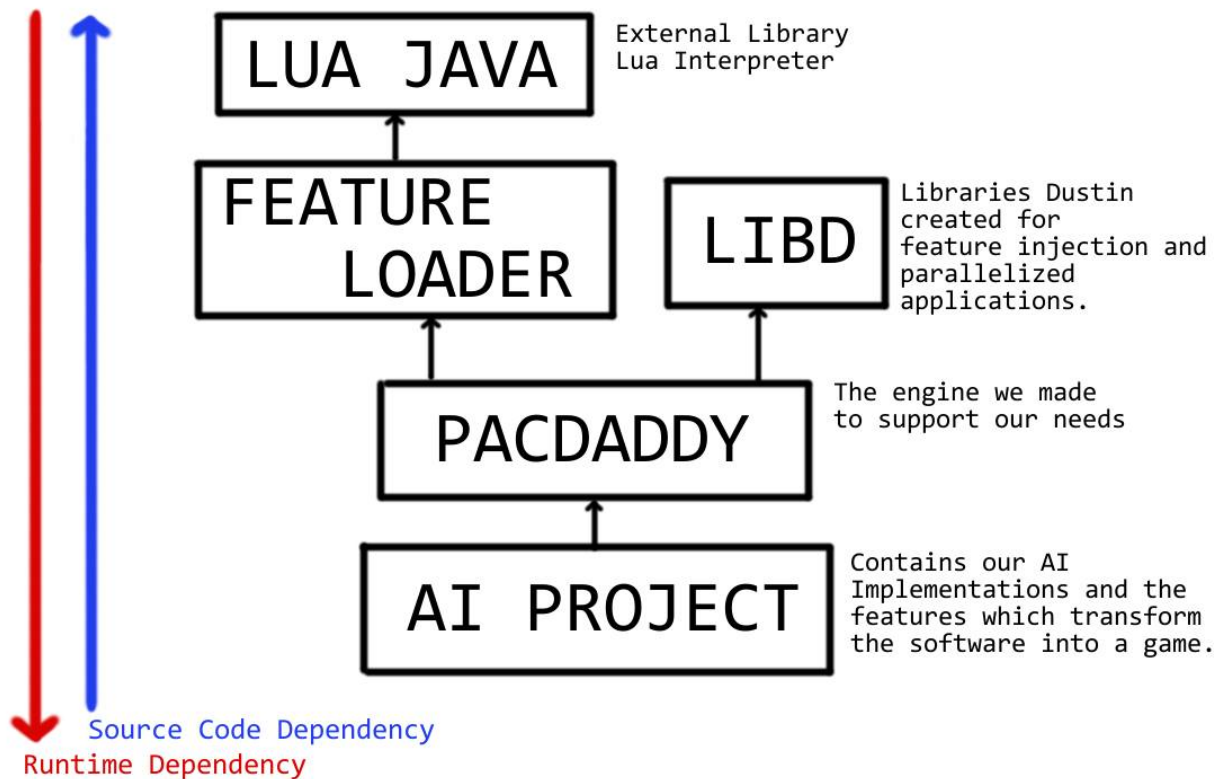 LUA JAVA
External Library
Lua Interpreter
FEATURE
LOADER
LIBD
Libraries Dustin
created for
feature injection and
parallelized
applications.
PACDADDY
The engine we made
to support our needs
AI PROJECT
Contains our AI
Implementations and the
features which transform
the software into a game.
Source Code Dependency
Runtime Dependency